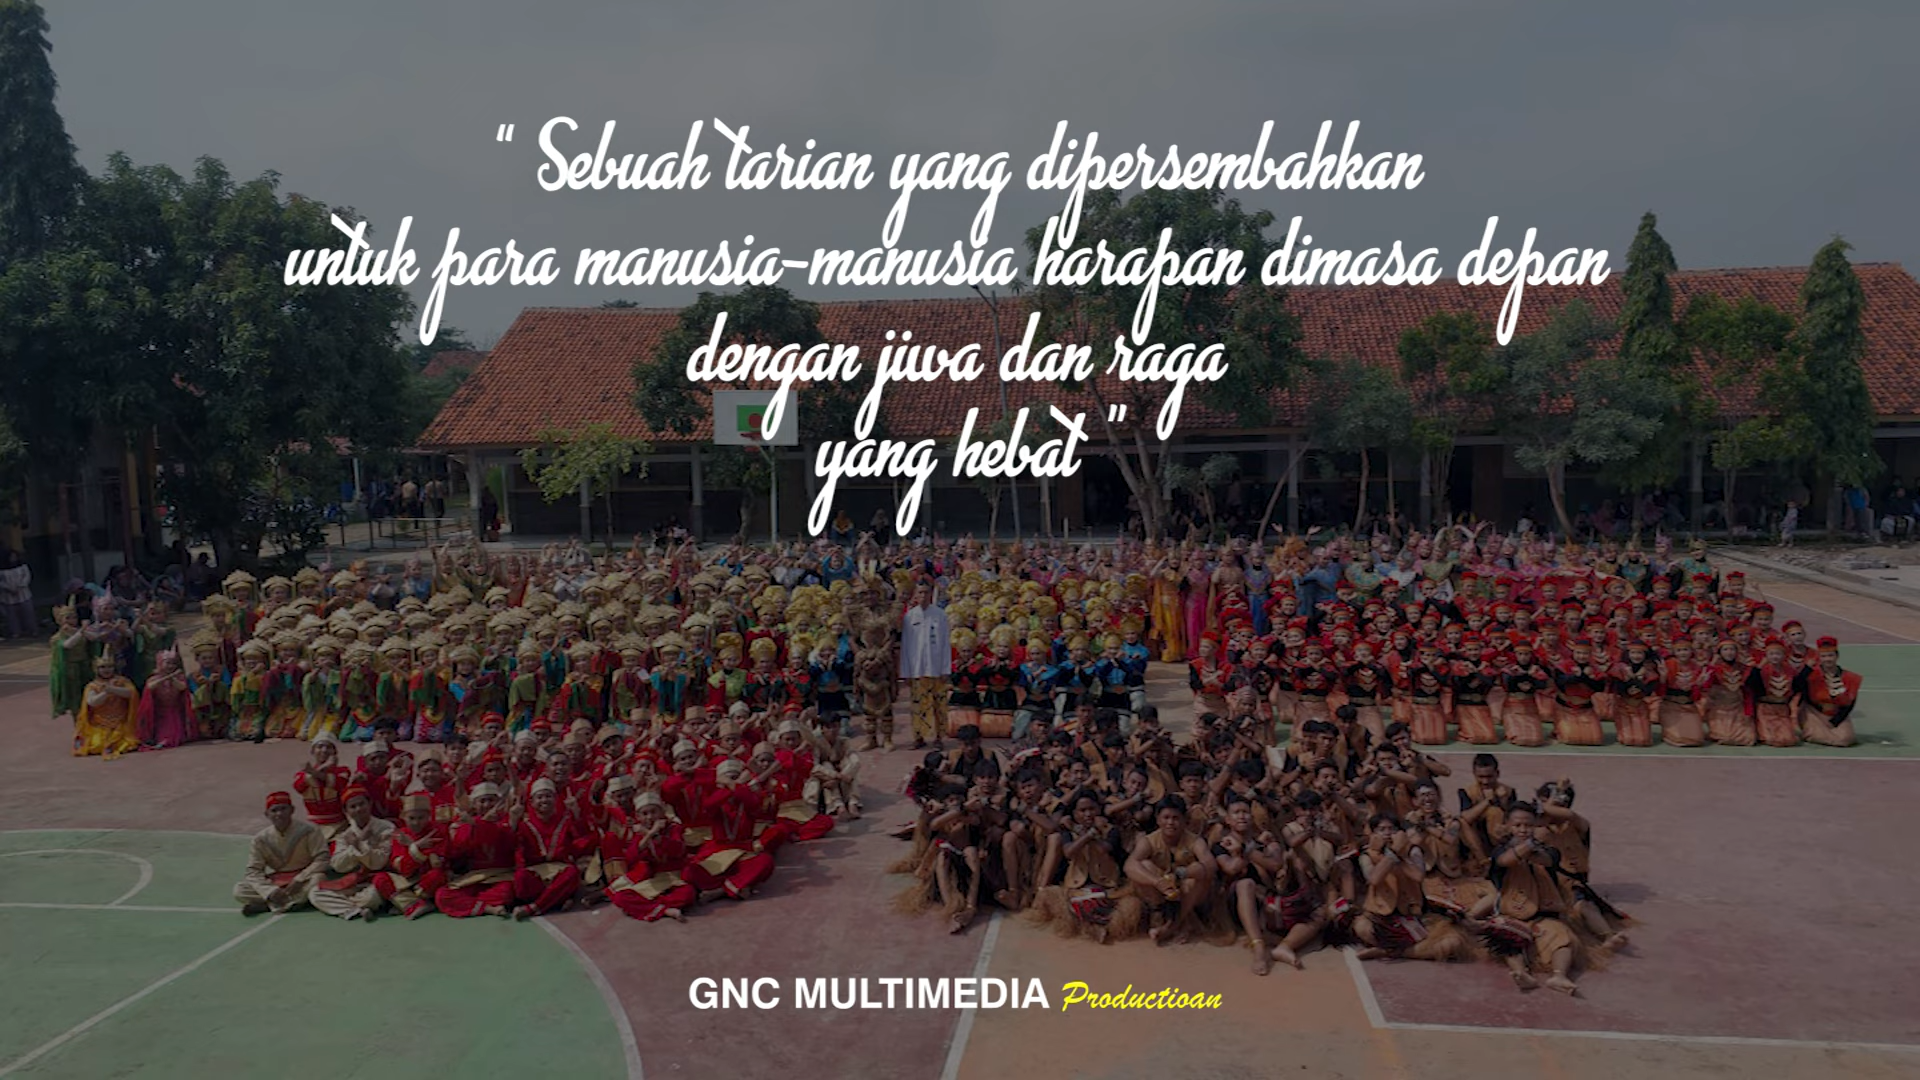 “ Sebuah tarian yang dipersembahkan
untuk para manusia-manusia harapan dimasa depan
dengan jiwa dan raga
yang hebat ”
GNC MULTIMEDIA Productioan